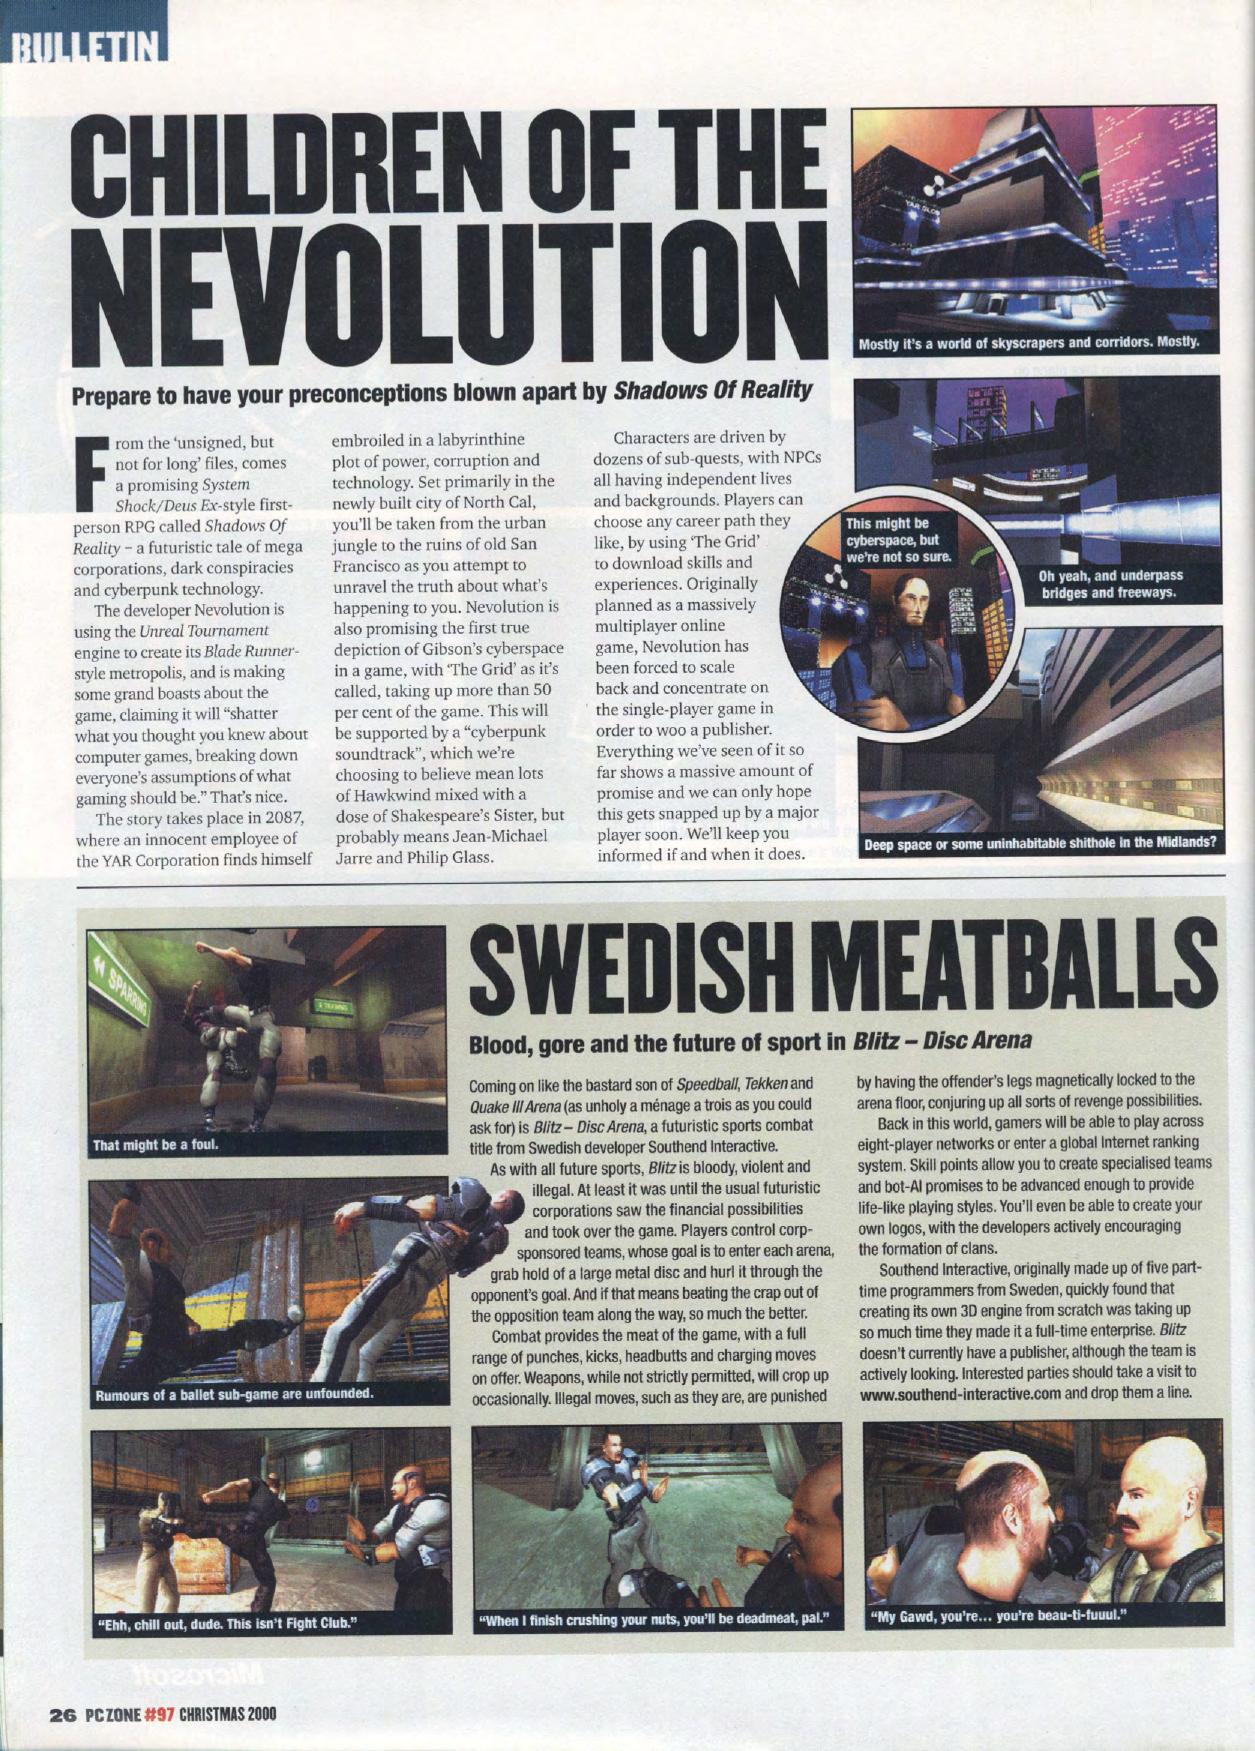 BULLETIN
CHILDREN OF THE
NEVOLUTION
Prepare to have your preconceptions blown apart by Shadows Of Reality
From the ‘unsigned, but
not for long’ files, comes
a promising System
Shock/Deus Ex-style first-
person RPG called Shadows Of
Reality – a futuristic tale of mega
corporations, dark conspiracies
and cyberpunk technology.
The developer Nevolution is
using the Unreal Tournament
engine to create its Blade Runner-
style metropolis, and is making
some grand boasts about the
game, claiming it will “shatter
what you thought you knew about
computer games, breaking down
everyone’s assumptions of what
gaming should be.” That’s nice.
The story takes place in 2087,
where an innocent employee of
the YAR Corporation finds himself
embroiled in a labyrinthine
plot of power, corruption and
technology. Set primarily in the
newly built city of North Cal,
you’ll be taken from the urban
jungle to the ruins of old San
Francisco as you attempt to
unravel the truth about what’s
happening to you. Nevolution is
also promising the first true
depiction of Gibson’s cyberspace
in a game, with ‘The Grid’ as it’s
called, taking up more than 50
per cent of the game. This will
be supported by a “cyberpunk
soundtrack”, which we’re
choosing to believe mean lots
of Hawkwind mixed with a
dose of Shakespeare’s Sister, but
probably means Jean-Michael
Jarre and Philip Glass.
Characters are driven by
dozens of sub-quests, with NPCs
all having independent lives
and backgrounds. Players can
choose any career path they
like, by using ‘The Grid’
to download skills and
experiences. Originally
planned as a massively
multiplayer online
game, Nevolution has
been forced to scale
back and concentrate on
the single-player game in
order to woo a publisher.
Everything we’ve seen of it so
far shows a massive amount of
promise and we can only hope
this gets snapped up by a major
player soon. We’ll keep you
informed if and when it does.
YAR GLOB
Mostly it’s a world of skyscrapers and corridors. Mostly.
This might be
cyberspace, but
we’re not so sure.
Oh yeah, and underpass
bridges and freeways.
Deep space or some uninhabitable shithole in the Midlands?
SPARRING
That might be a foul.
Rumours of a ballet sub-game are unfounded.
SWEDISH MEATBALLS
Blood, gore and the future of sport in Blitz – Disc Arena
Coming on like the bastard son of Speedball, Tekken and
Quake III Arena (as unholy a ménage a trois as you could
ask for) is Blitz – Disc Arena, a futuristic sports combat
title from Swedish developer Southend Interactive.
As with all future sports, Blitz is bloody, violent and
illegal. At least it was until the usual futuristic
corporations saw the financial possibilities
and took over the game. Players control corp-
sponsored teams, whose goal is to enter each arena,
grab hold of a large metal disc and hurl it through the
opponent’s goal. And if that means beating the crap out of
the opposition team along the way, so much the better.
Combat provides the meat of the game, with a full
range of punches, kicks, headbutts and charging moves
on offer. Weapons, while not strictly permitted, will crop up
occasionally. Illegal moves, such as they are, are punished
by having the offender’s legs magnetically locked to the
arena floor, conjuring up all sorts of revenge possibilities.
Back in this world, gamers will be able to play across
eight-player networks or enter a global Internet ranking
system. Skill points allow you to create specialised teams
and bot-AI promises to be advanced enough to provide
life-like playing styles. You’ll even be able to create your
own logos, with the developers actively encouraging
the formation of clans.
Southend Interactive, originally made up of five part-
time programmers from Sweden, quickly found that
creating its own 3D engine from scratch was taking up
so much time they made it a full-time enterprise. Blitz
doesn’t currently have a publisher, although the team is
actively looking. Interested parties should take a visit to
www.southend-interactive.com and drop them a line.
“Ehh, chill out, dude. This isn’t Fight Club.”
“When I finish crushing your nuts, you’ll be deadmeat, pal.”
“My Gawd, you’re... you’re beau-ti-fuuul.”
Microsoft
26 PCZONE #97 CHRISTMAS 2000